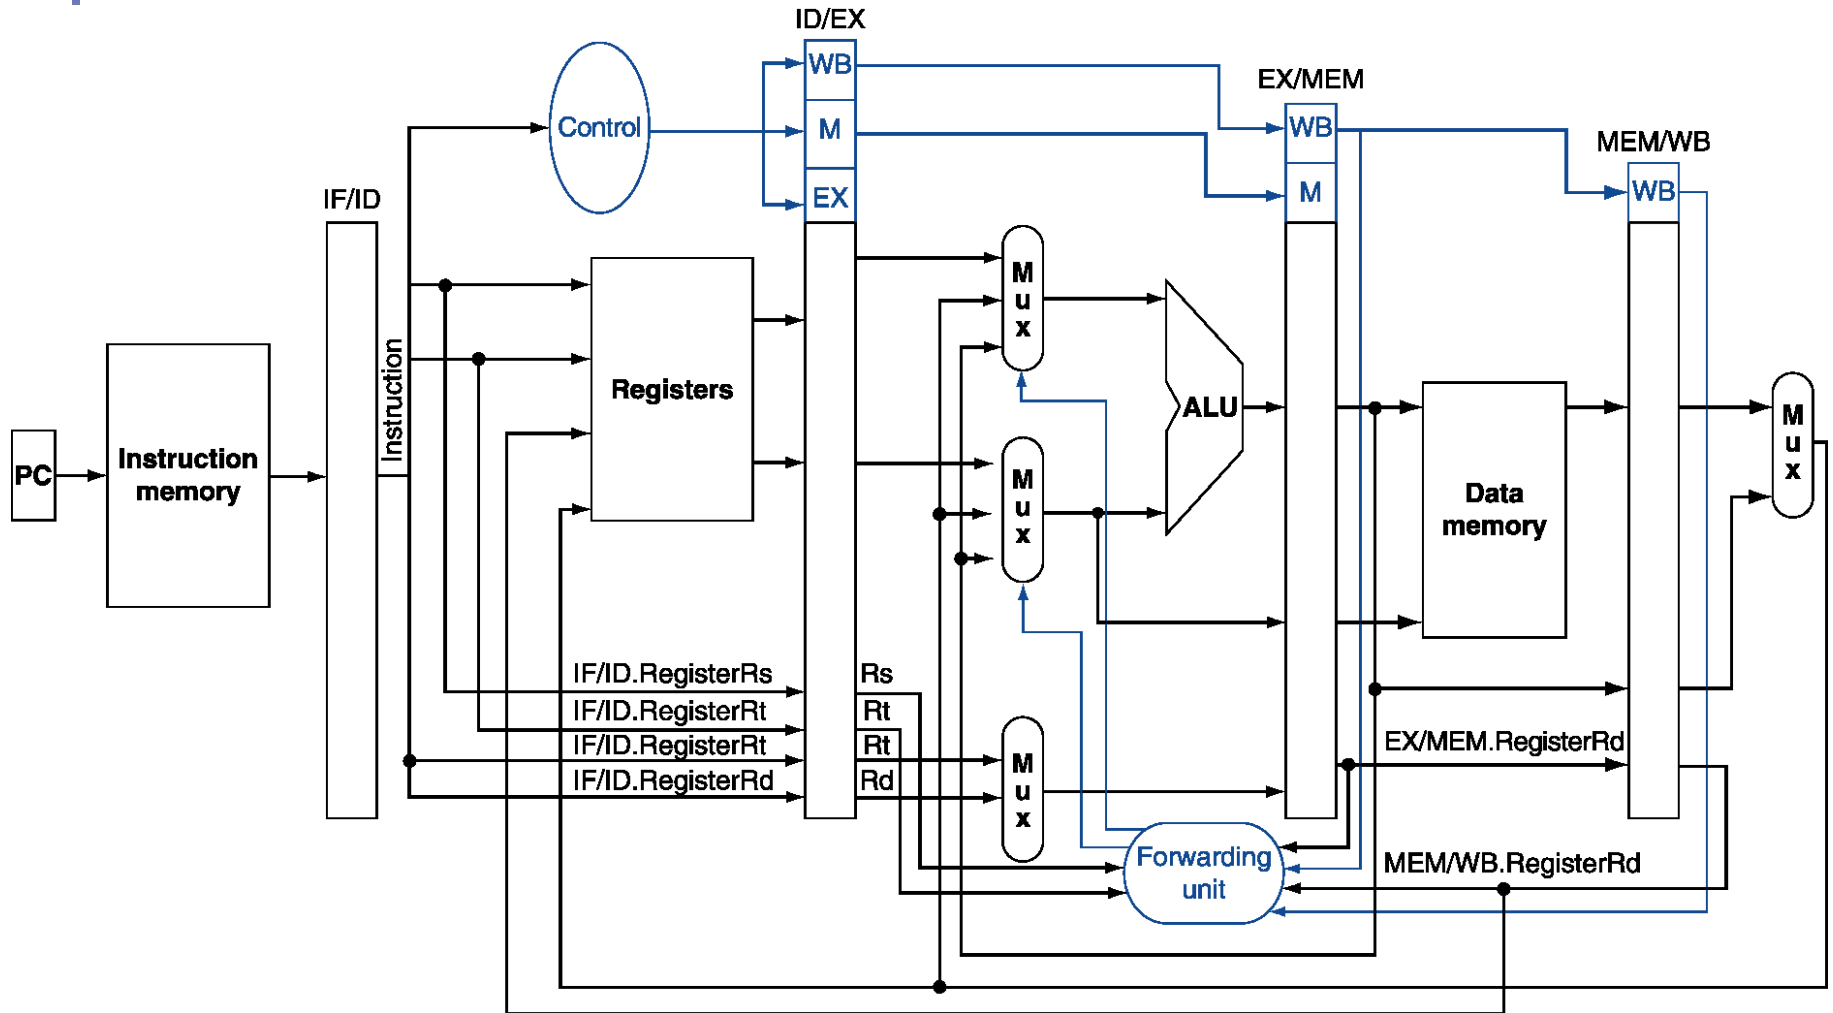 ID/EX
WB
M
EX
Control
EX/MEM
WB
M
MEM/WB
WB
IF/ID
PC
Instruction
memory
Instruction
Registers
M
u
x
M
u
x
ALU
Data
memory
M
u
x
IF/ID.RegisterRs
IF/ID.RegisterRt
IF/ID.RegisterRt
IF/ID.RegisterRd
Rs
Rt
Rt
Rd
M
u
x
EX/MEM.RegisterRd
Forwarding
unit
MEM/WB.RegisterRd